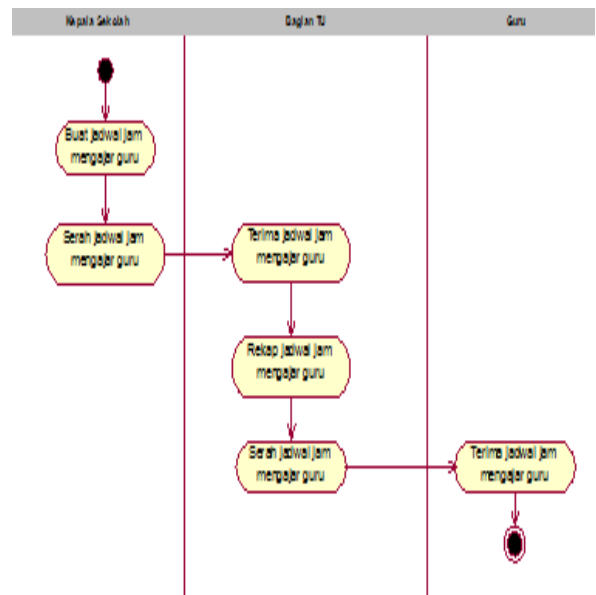 Kepala Sekolah
Bagian TU
Guru
Buat jadwal jam
mengajar guru
Serah jadwal jam
mengajar guru
Terima jadwal jam
mengajar guru
Rekap jadwal jam
mengajar guru
Serah jadwal jam
mengajar guru
Terima jadwal jam
mengajar guru